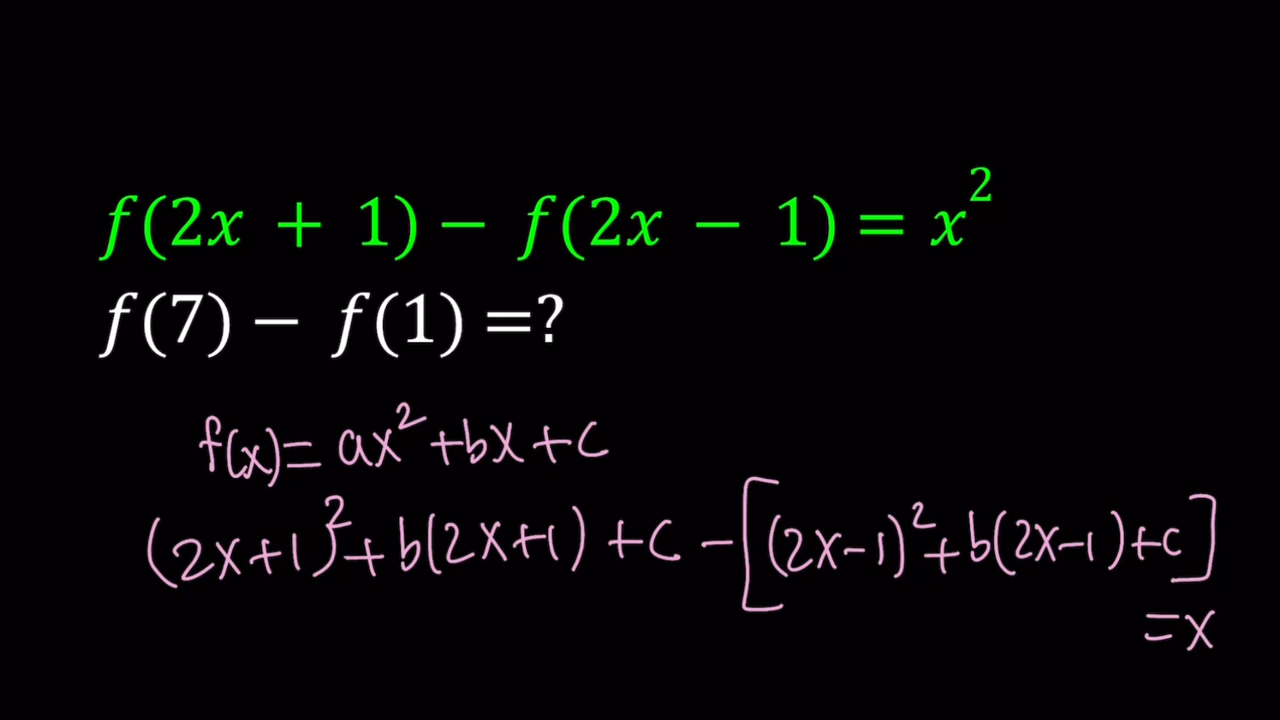 f(2x + 1) − f(2x − 1) = x²
f(7) − f(1) =?
f(x)= ax²+bx+c
(2x+1)²+b(2x+1)+c−[(2x−1)²+b(2x−1)+c]
=x